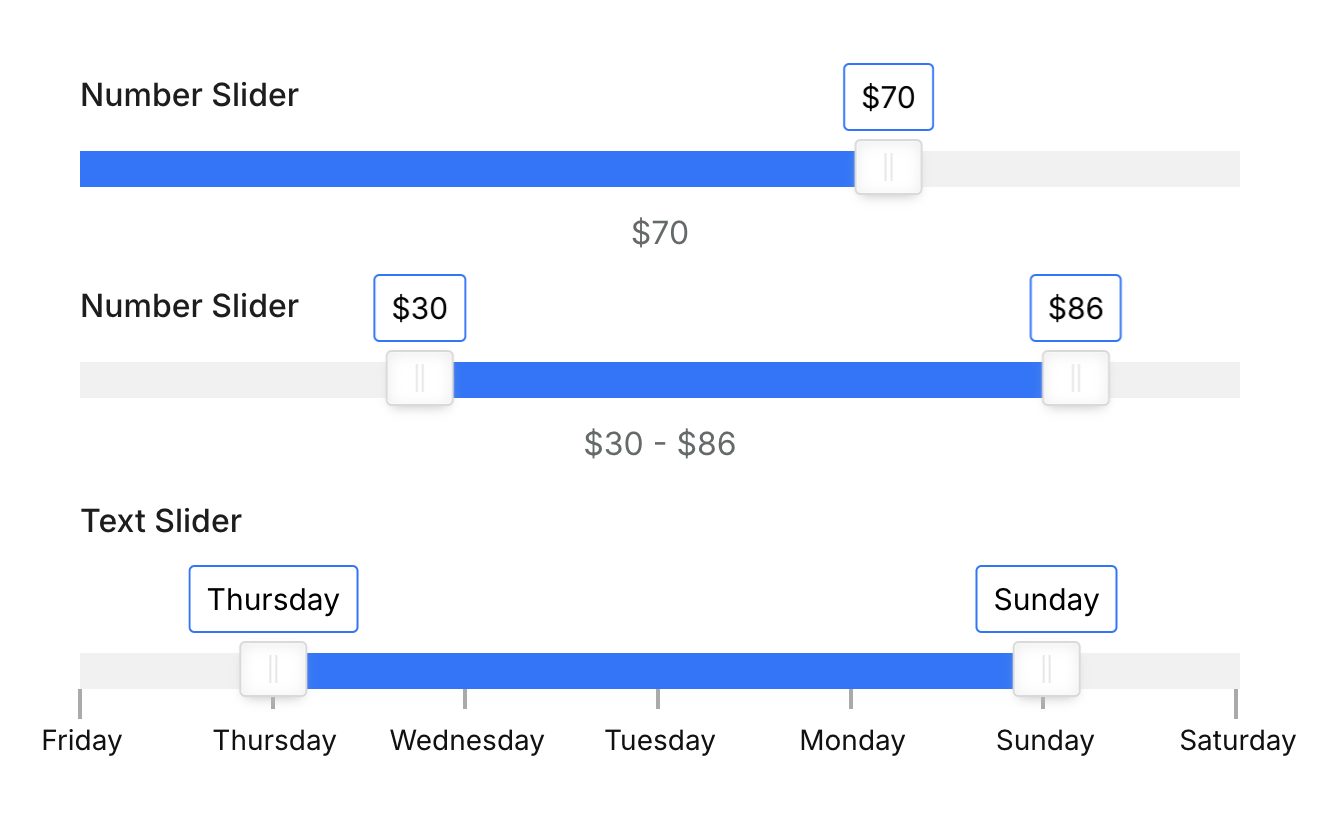 Number Slider
$70
$70
Number Slider
$30
$86
$30 - $86
Text Slider
Thursday
Sunday
Friday
Thursday
Wednesday
Tuesday
Monday
Sunday
Saturday